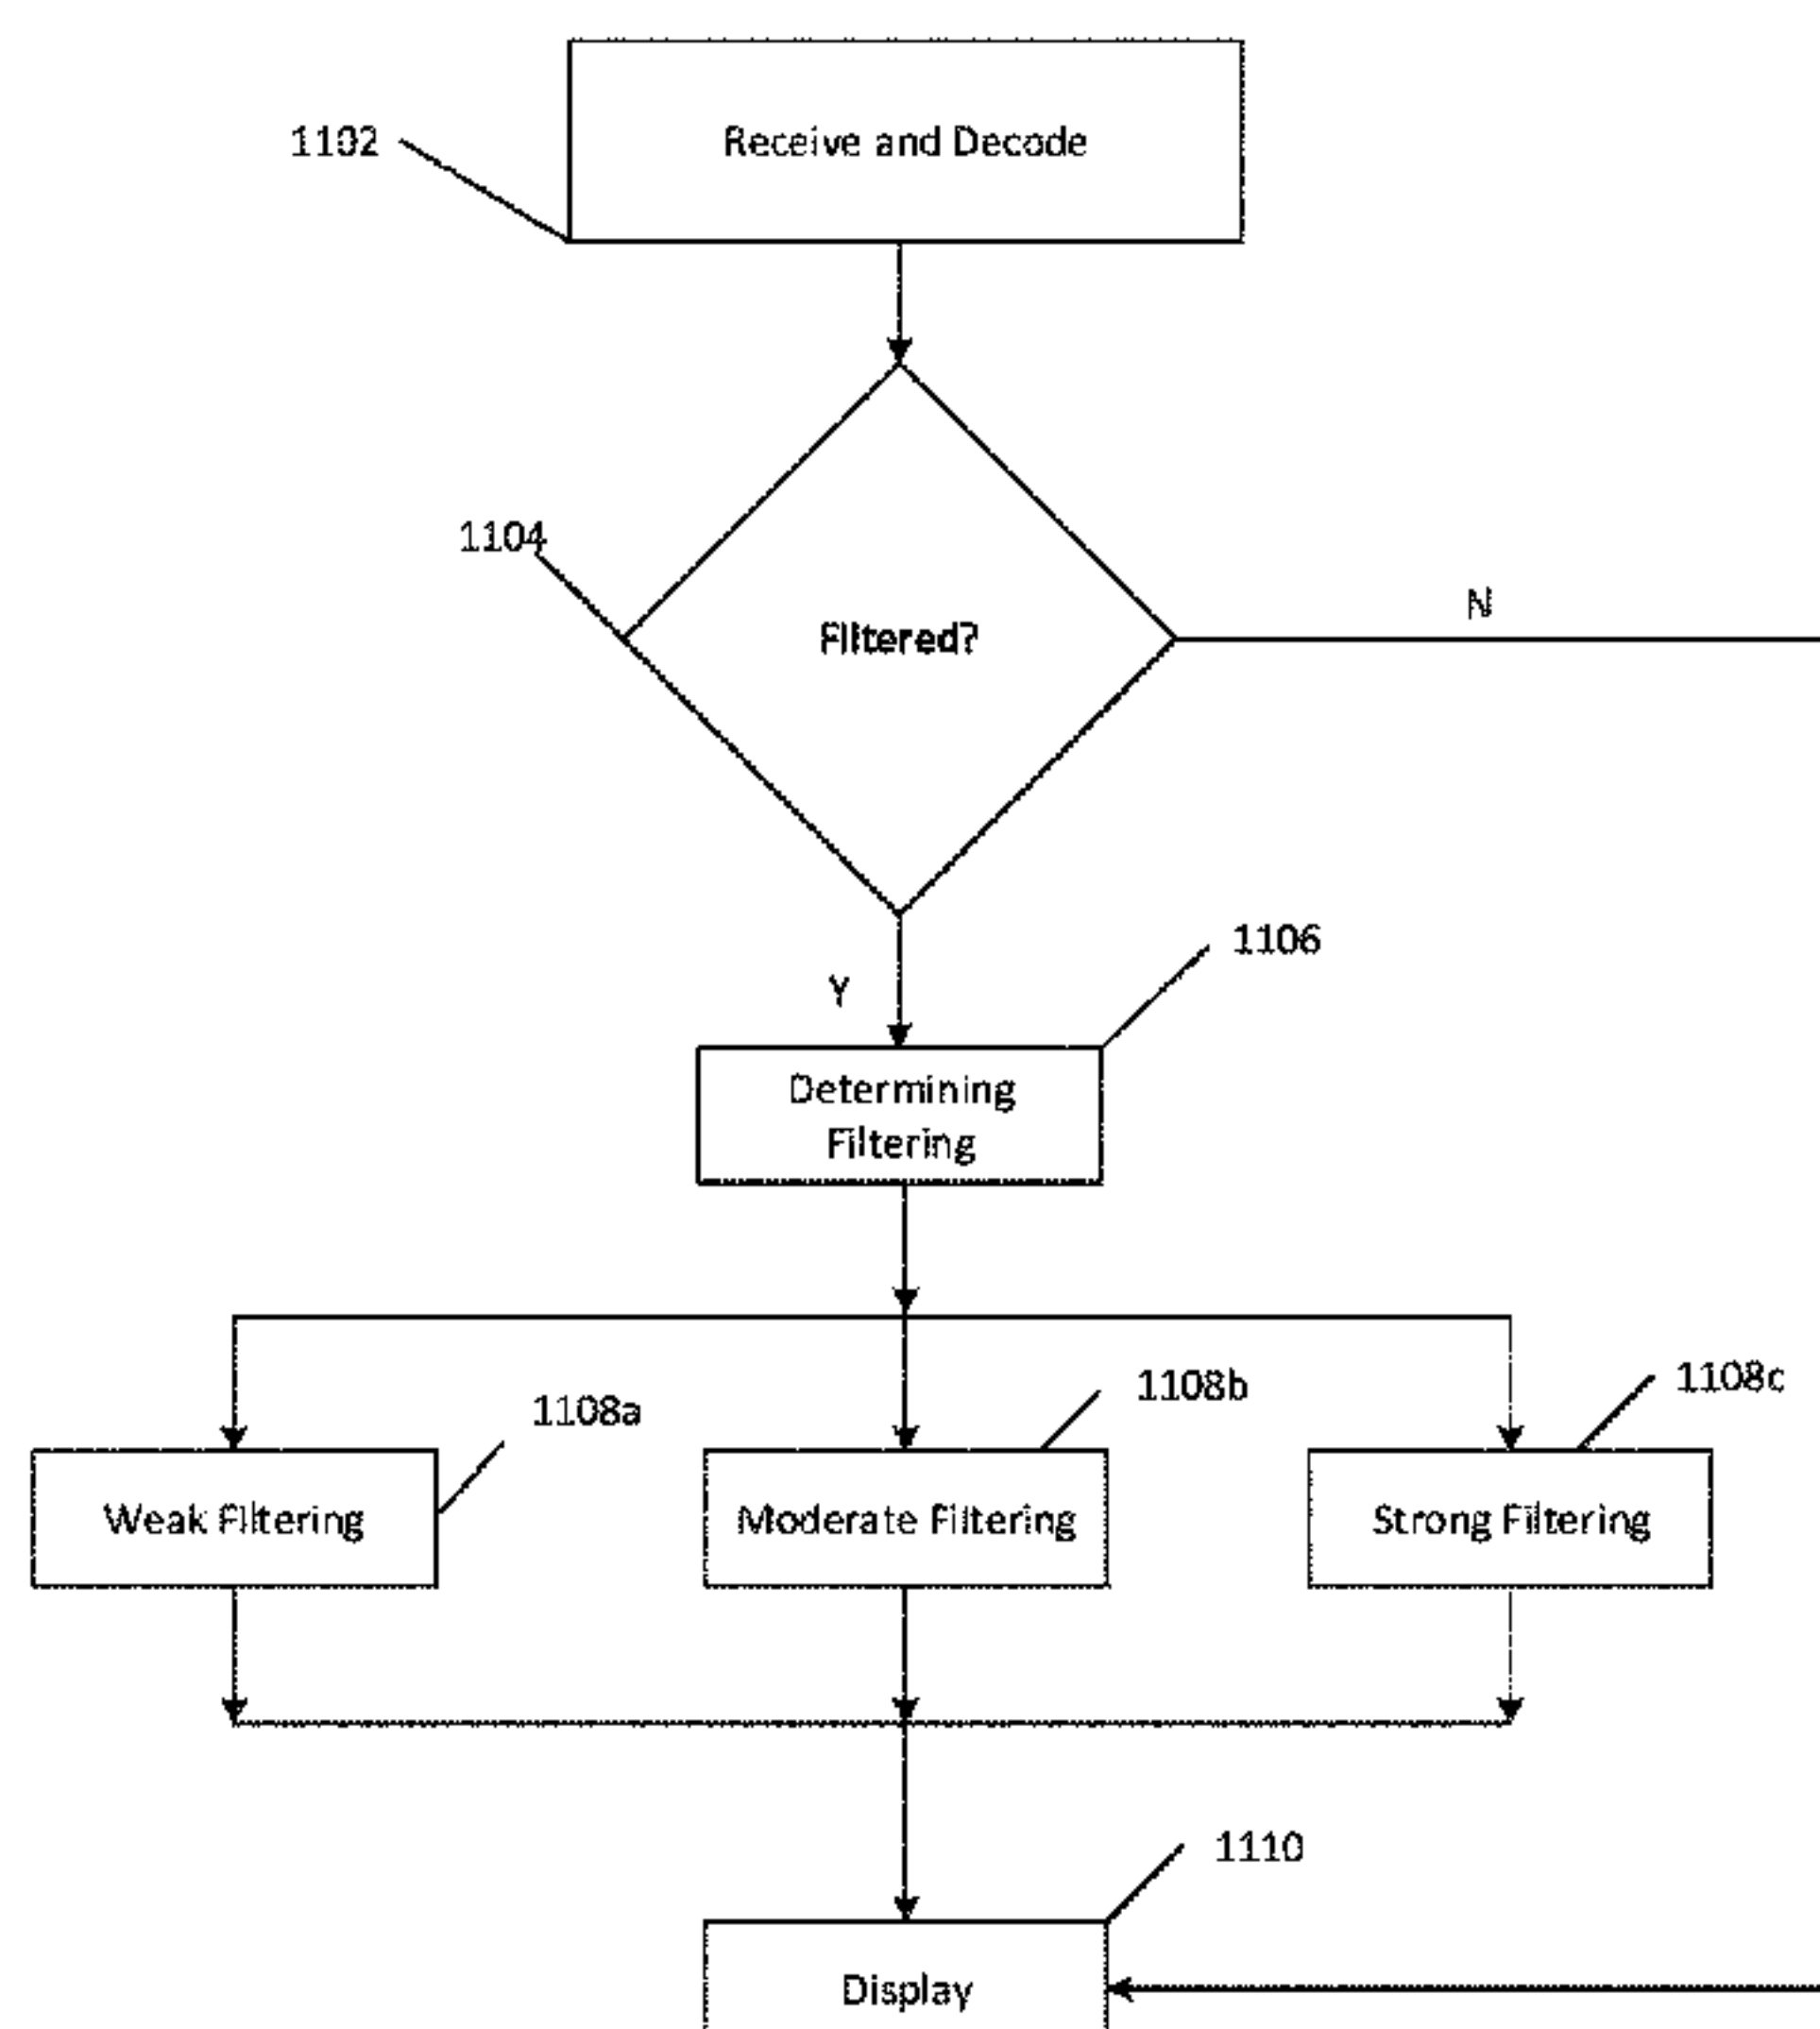 Receive and Decode
1102
1104
Filtered?
N
1106
Y
Determining
Filtering
1108a
1108b
1108c
Weak Filtering
Moderate Filtering
Strong Filtering
1110
Display